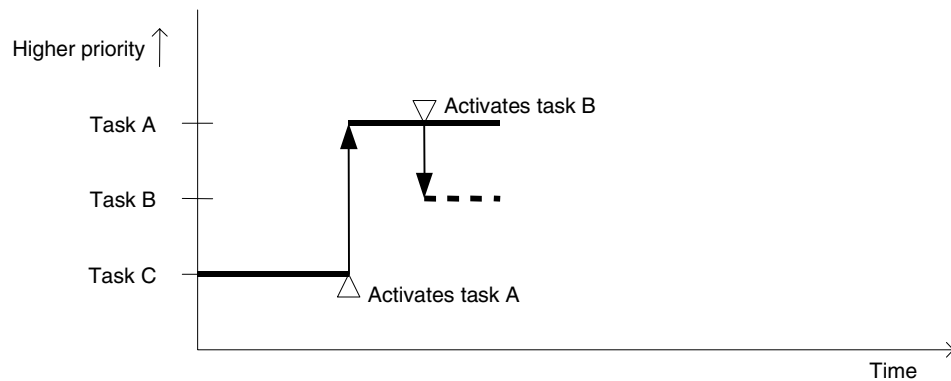 Higher priority
Activates task B
Task A
Task B
Task C
Activates task A
Time